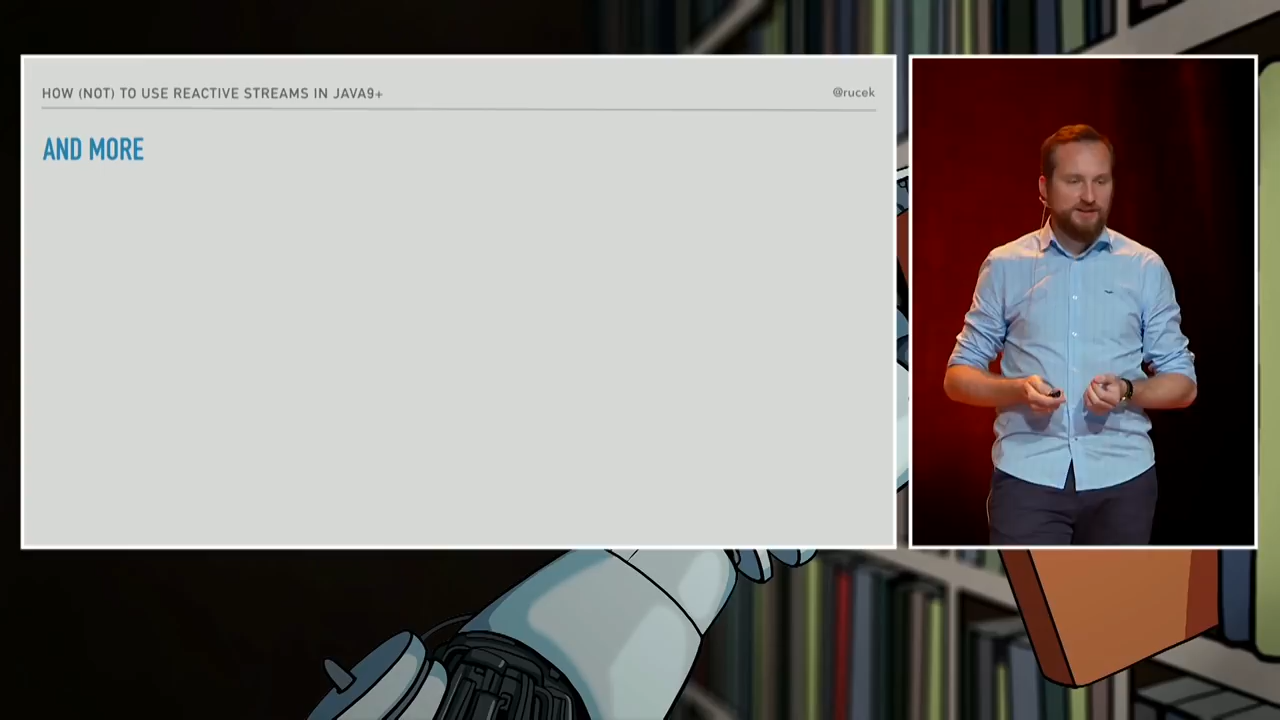 HOW (NOT) TO USE REACTIVE STREAMS IN JAVA9+
@rucek
AND MORE